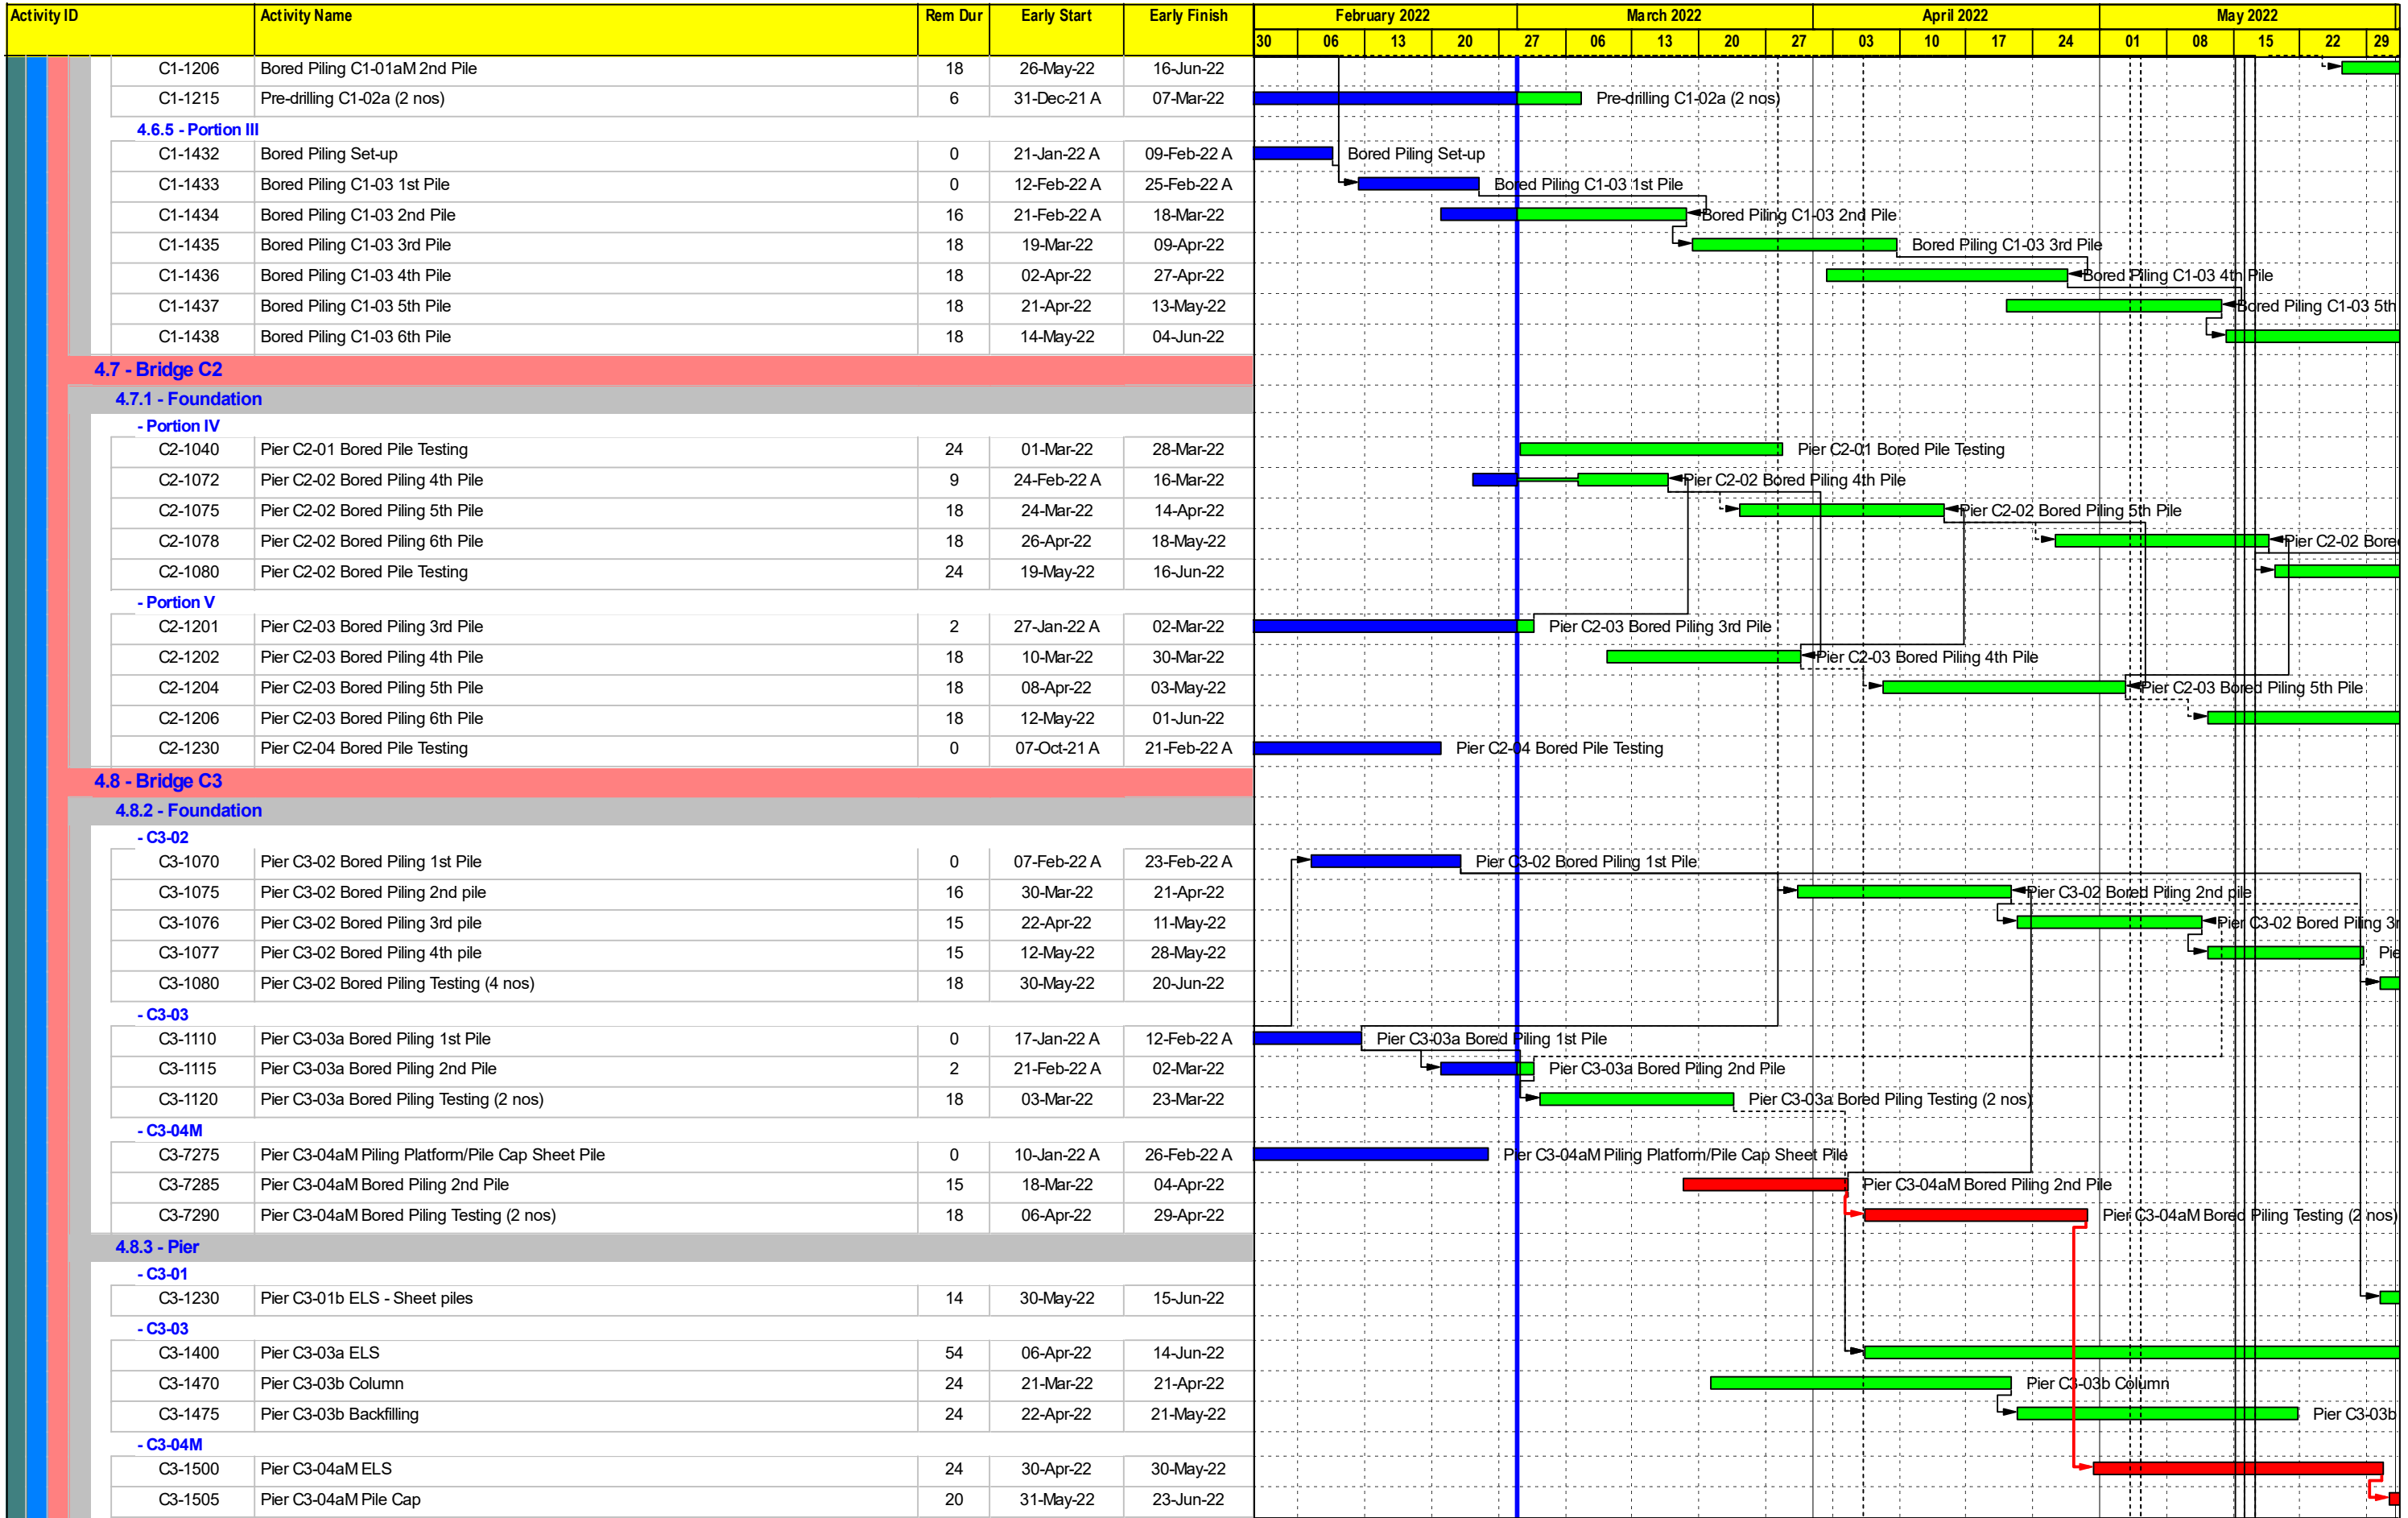 Activity ID Activity Name Rem Dur Early Start Early Finish February 2022 March 2022 April 2022 May 2022
30 06 13 20 27 06 13 20 27 03 10 17 24 01 08 15 22 29
C1-1206 Bored Piling C1-01aM 2nd Pile 18 26-May-22 16-Jun-22
C1-1215 Pre-drilling C1-02a (2 nos) 6 31-Dec-21 A 07-Mar-22 Pre-drilling C1-02a (2 nos)
4.6.5 - Portion III
C1-1432 Bored Piling Set-up 0 21-Jan-22 A 09-Feb-22 A Bored Piling Set-up
C1-1433 Bored Piling C1-03 1st Pile 0 12-Feb-22 A 25-Feb-22 A Bored Piling C1-03 1st Pile
C1-1434 Bored Piling C1-03 2nd Pile 16 21-Feb-22 A 18-Mar-22 Bored Piling C1-03 2nd Pile
C1-1435 Bored Piling C1-03 3rd Pile 18 19-Mar-22 09-Apr-22 Bored Piling C1-03 3rd Pile
C1-1436 Bored Piling C1-03 4th Pile 18 02-Apr-22 27-Apr-22 Bored Piling C1-03 4th Pile
C1-1437 Bored Piling C1-03 5th Pile 18 21-Apr-22 13-May-22 Bored Piling C1-03 5th
C1-1438 Bored Piling C1-03 6th Pile 18 14-May-22 04-Jun-22
4.7 - Bridge C2
4.7.1 - Foundation
- Portion IV
C2-1040 Pier C2-01 Bored Pile Testing 24 01-Mar-22 28-Mar-22 Pier C2-01 Bored Pile Testing
C2-1072 Pier C2-02 Bored Piling 4th Pile 9 24-Feb-22 A 16-Mar-22 Pier C2-02 Bored Piling 4th Pile
C2-1075 Pier C2-02 Bored Piling 5th Pile 18 24-Mar-22 14-Apr-22 Pier C2-02 Bored Piling 5th Pile
C2-1078 Pier C2-02 Bored Piling 6th Pile 18 26-Apr-22 18-May-22 Pier C2-02 Bore
C2-1080 Pier C2-02 Bored Pile Testing 24 19-May-22 16-Jun-22
- Portion V
C2-1201 Pier C2-03 Bored Piling 3rd Pile 2 27-Jan-22 A 02-Mar-22 Pier C2-03 Bored Piling 3rd Pile
C2-1202 Pier C2-03 Bored Piling 4th Pile 18 10-Mar-22 30-Mar-22 Pier C2-03 Bored Piling 4th Pile
C2-1204 Pier C2-03 Bored Piling 5th Pile 18 08-Apr-22 03-May-22 Pier C2-03 Bored Piling 5th Pile
C2-1206 Pier C2-03 Bored Piling 6th Pile 18 12-May-22 01-Jun-22
C2-1230 Pier C2-04 Bored Pile Testing 0 07-Oct-21 A 21-Feb-22 A Pier C2-04 Bored Pile Testing
4.8 - Bridge C3
4.8.2 - Foundation
- C3-02
C3-1070 Pier C3-02 Bored Piling 1st Pile 0 07-Feb-22 A 23-Feb-22 A Pier C3-02 Bored Piling 1st Pile
C3-1075 Pier C3-02 Bored Piling 2nd pile 16 30-Mar-22 21-Apr-22 Pier C3-02 Bored Piling 2nd pile
C3-1076 Pier C3-02 Bored Piling 3rd pile 15 22-Apr-22 11-May-22 Pier C3-02 Bored Piling 3r
C3-1077 Pier C3-02 Bored Piling 4th pile 15 12-May-22 28-May-22 Pie
C3-1080 Pier C3-02 Bored Piling Testing (4 nos) 18 30-May-22 20-Jun-22
- C3-03
C3-1110 Pier C3-03a Bored Piling 1st Pile 0 17-Jan-22 A 12-Feb-22 A Pier C3-03a Bored Piling 1st Pile
C3-1115 Pier C3-03a Bored Piling 2nd Pile 2 21-Feb-22 A 02-Mar-22 Pier C3-03a Bored Piling 2nd Pile
C3-1120 Pier C3-03a Bored Piling Testing (2 nos) 18 03-Mar-22 23-Mar-22 Pier C3-03a Bored Piling Testing (2 nos)
- C3-04M
C3-7275 Pier C3-04aM Piling Platform/Pile Cap Sheet Pile 0 10-Jan-22 A 26-Feb-22 A Pier C3-04aM Piling Platform/Pile Cap Sheet Pile
C3-7285 Pier C3-04aM Bored Piling 2nd Pile 15 18-Mar-22 04-Apr-22 Pier C3-04aM Bored Piling 2nd Pile
C3-7290 Pier C3-04aM Bored Piling Testing (2 nos) 18 06-Apr-22 29-Apr-22 Pier C3-04aM Bored Piling Testing (2 nos)
4.8.3 - Pier
- C3-01
C3-1230 Pier C3-01b ELS - Sheet piles 14 30-May-22 15-Jun-22
- C3-03
C3-1400 Pier C3-03a ELS 54 06-Apr-22 14-Jun-22
C3-1470 Pier C3-03b Column 24 21-Mar-22 21-Apr-22 Pier C3-03b Column
C3-1475 Pier C3-03b Backfilling 24 22-Apr-22 21-May-22 Pier C3-03b
- C3-04M
C3-1500 Pier C3-04aM ELS 24 30-Apr-22 30-May-22
C3-1505 Pier C3-04aM Pile Cap 20 31-May-22 23-Jun-22